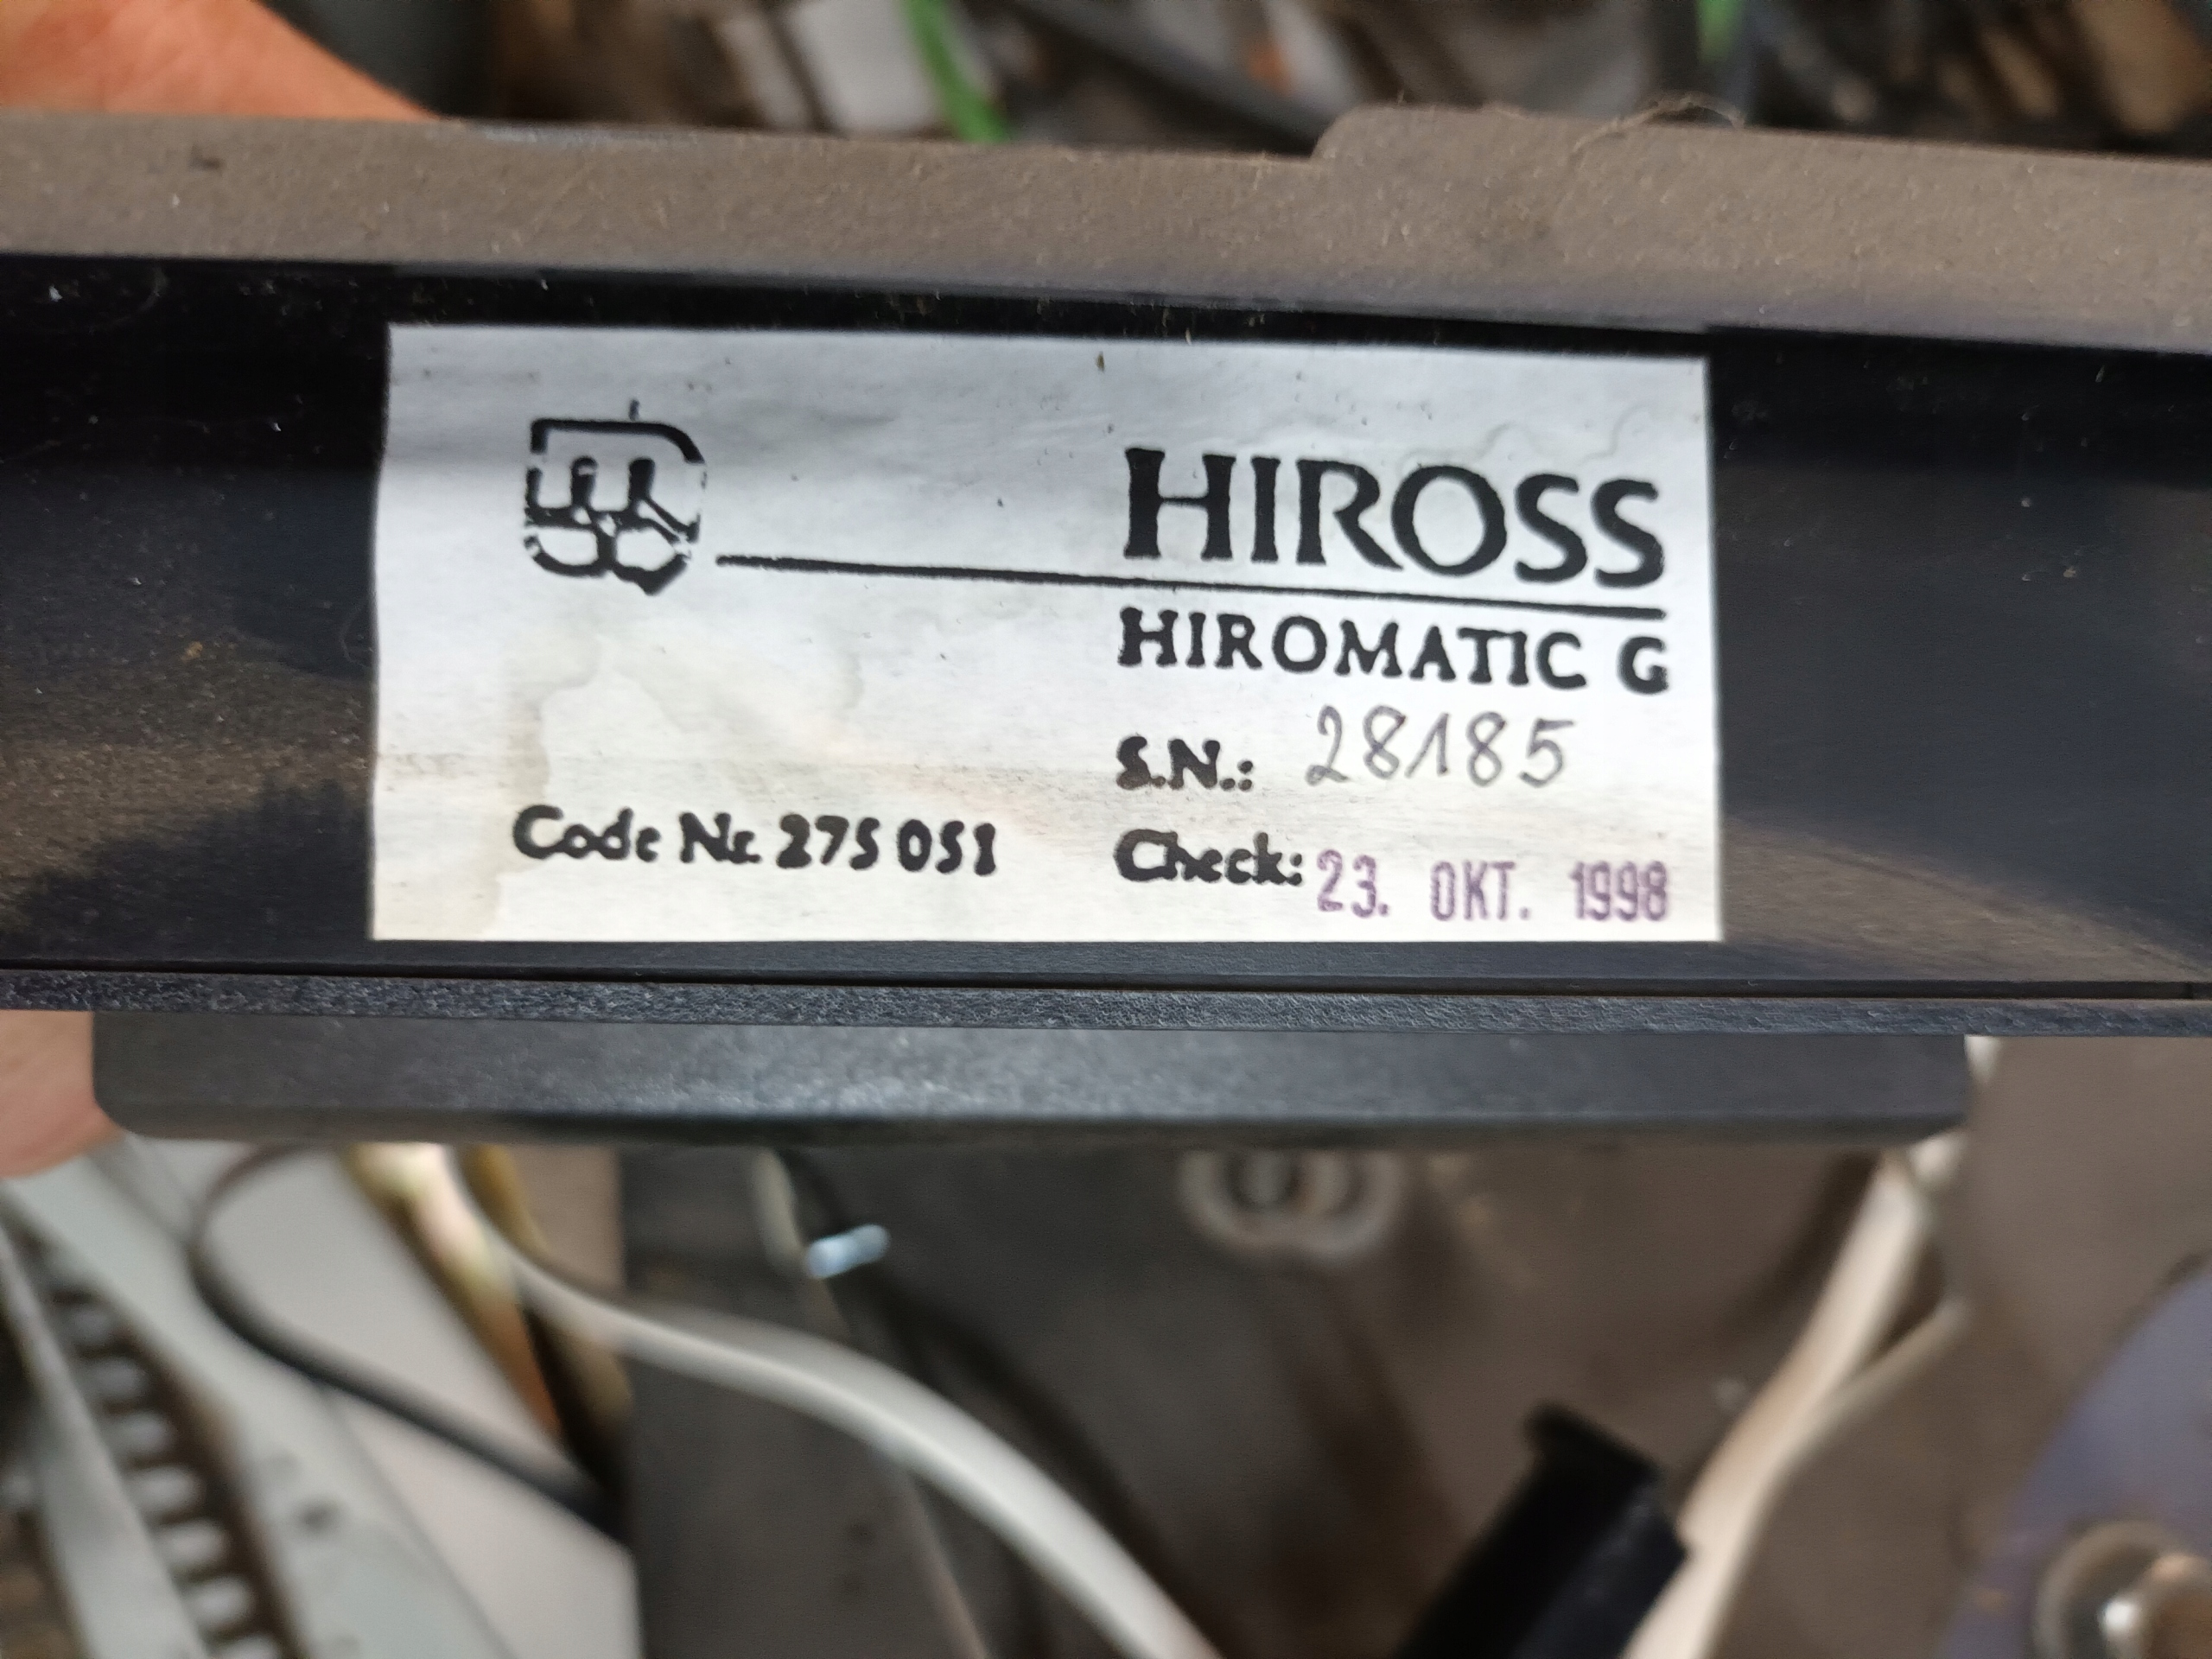 HIROSS
HIROMATIC G
S.N.: 28185
Code Nr. 275 051
Check: 23. OKT. 1998